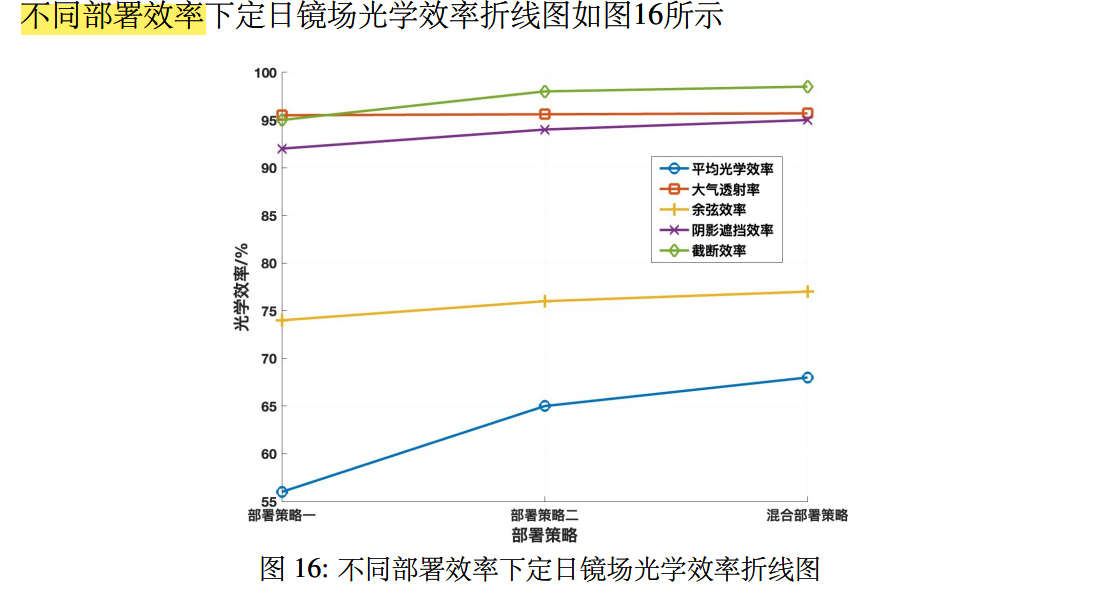 不同部署效率下定日镜场光学效率折线图如图16所示
100
95
90
85
80
75
70
65
60
55
光学效率/%
平均光学效率
大气透射率
余弦效率
阴影遮挡效率
截断效率
部署策略一
部署策略二
混合部署策略
部署策略
图 16: 不同部署效率下定日镜场光学效率折线图